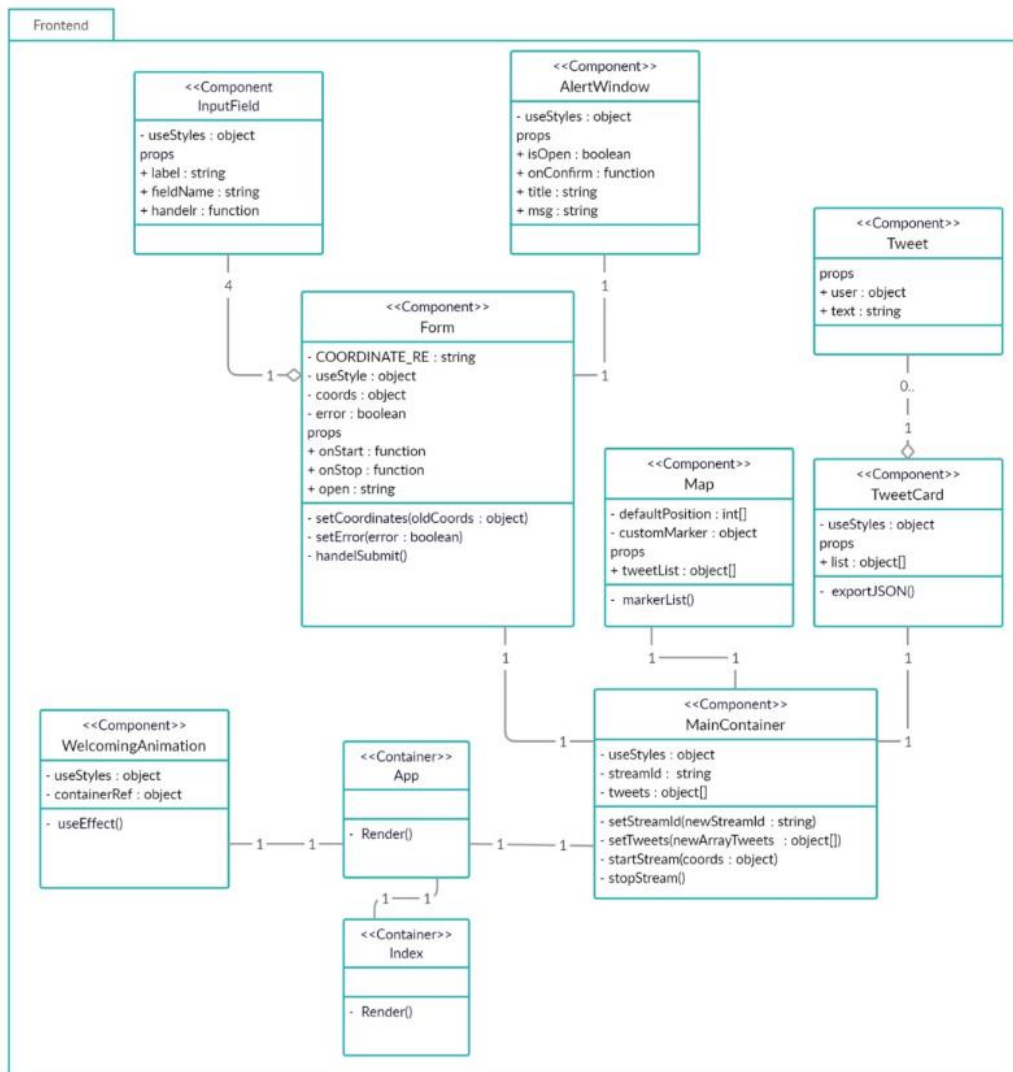 Frontend
<<Component
InputField
- useStyles : object
props
+ label : string
+ fieldName : string
+ handelr : function
<<Component>>
AlertWindow
- useStyles : object
props
+ isOpen : boolean
+ onConfirm : function
+ title : string
+ msg : string
<<Component>>
Tweet
props
+ user : object
+ text : string
4
1
1
1
0..
1
<<Component>>
Form
- COORDINATE_RE : string
- useStyle : object
- coords : object
- error : boolean
props
+ onStart : function
+ onStop : function
+ open : string
- setCoordinates(oldCoords : object)
- setError(error : boolean)
- handelSubmit()
<<Component>>
Map
- defaultPosition : int[]
- customMarker : object
props
+ tweetList : object[]
- markerList()
<<Component>>
TweetCard
- useStyles : object
props
+ list : object[]
- exportJSON()
1
1
1
1
1
1
<<Component>>
WelcomingAnimation
- useStyles : object
- containerRef : object
- useEffect()
<<Container>>
App
- Render()
<<Component>>
MainContainer
- useStyles : object
- streamId : string
- tweets : object[]
- setStreamId(newStreamId : string)
- setTweets(newArrayTweets : object[])
- startStream(coords : object)
- stopStream()
1
1
1
1
1
1
<<Container>>
Index
- Render()